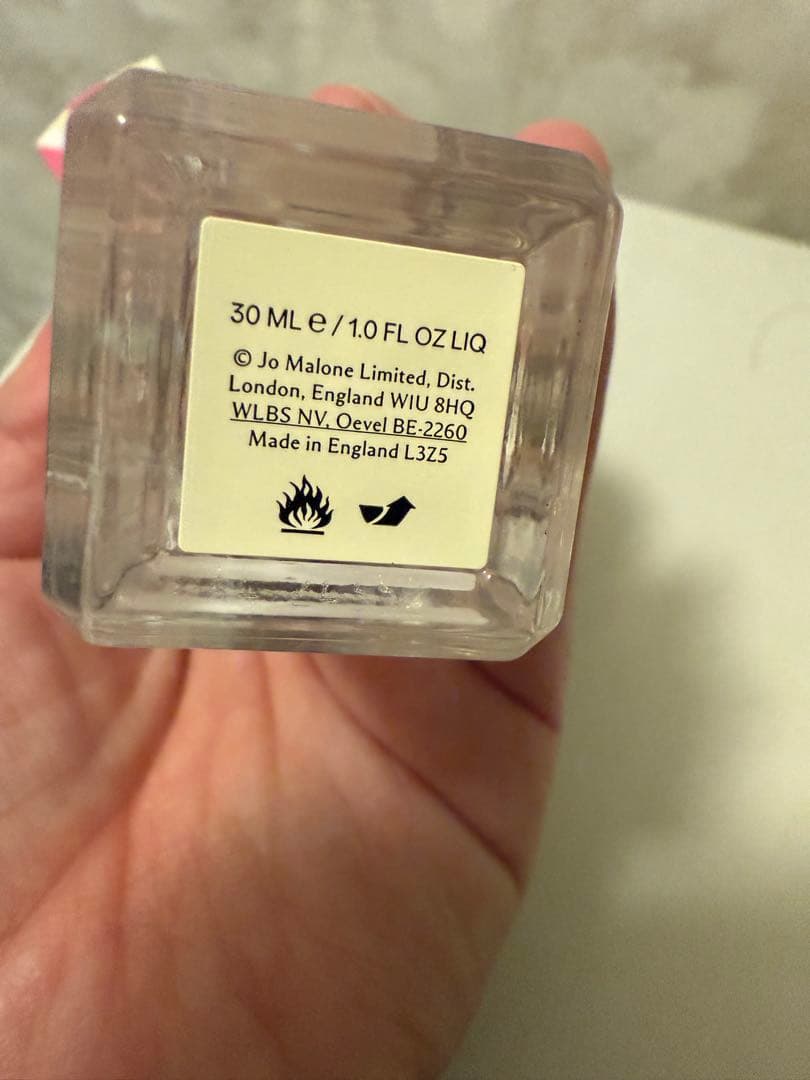 30 ML ℮ / 1.0 FL OZ LIQ
© Jo Malone Limited, Dist.
London, England WIU 8HQ
WLBS NV, Oevel BE-2260
Made in England L3Z5